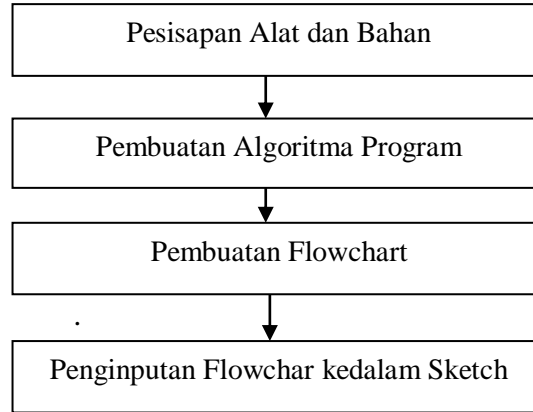 Pesisapan Alat dan Bahan
Pembuatan Algoritma Program
Pembuatan Flowchart
.
Penginputan Flowchar kedalam Sketch